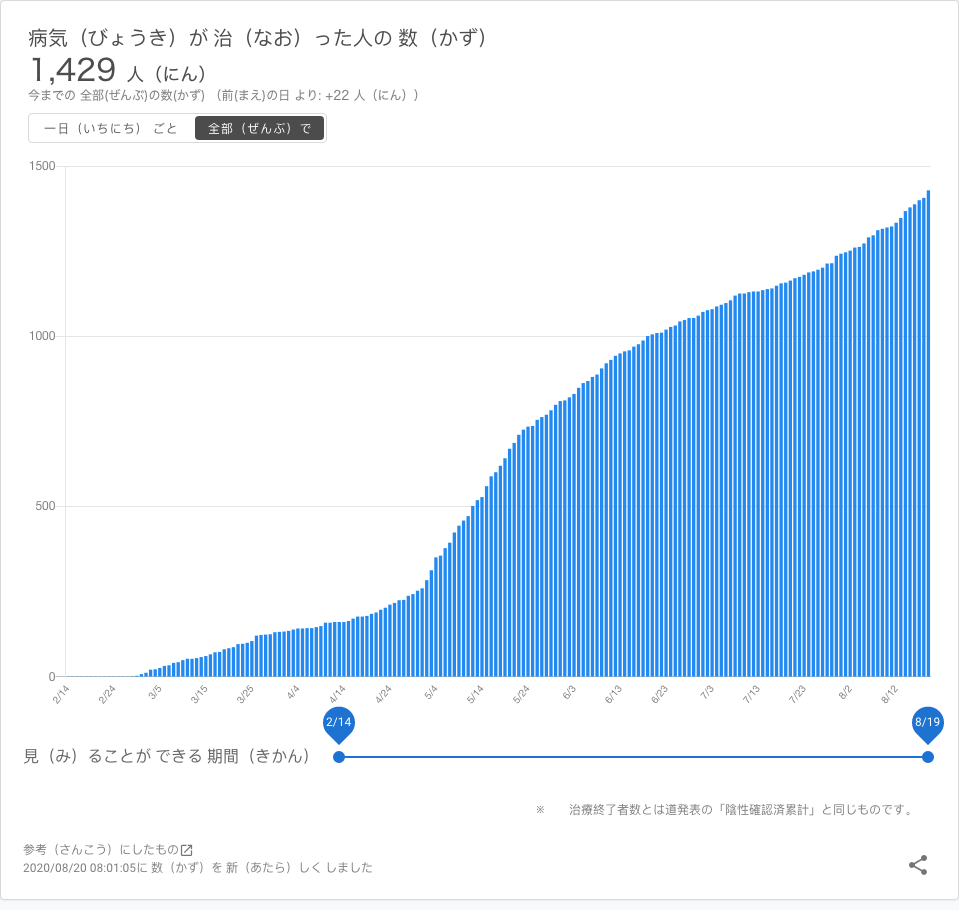 病気（びょうき）が 治（なお）った人の 数（かず）
1,429 人（にん）
今までの 全部(ぜんぶ)の数(かず) （前(まえ)の日 より: +22 人（にん））
一日（いちにち） ごと 全部（ぜんぶ）で
1500
1000
500
0
2/14 2/24 3/5 3/15 3/25 4/4 4/14 4/24 5/4 5/14 5/24 6/3 6/13 6/23 7/3 7/13 7/23 8/2 8/12
2/14 8/19
見（み）ることが できる 期間（きかん）
※ 治療終了者数とは道発表の「陰性確認済累計」と同じものです。
参考（さんこう）にしたもの
2020/08/20 08:01:05に 数（かず）を 新（あたら）しく しました